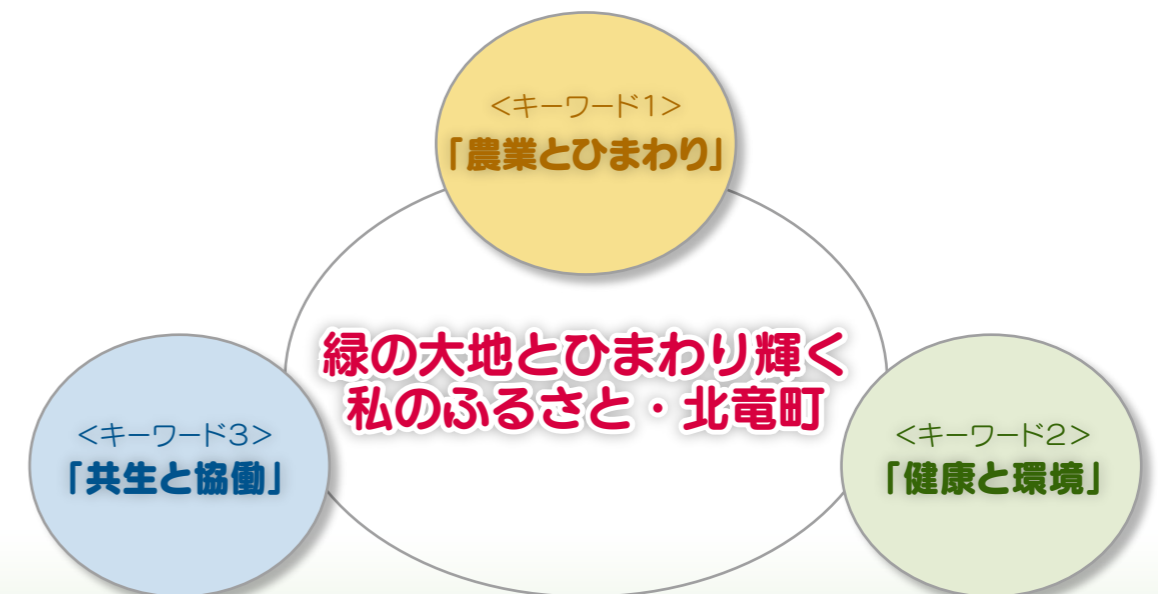 <キーワード1>
「農業とひまわり」
緑の大地とひまわり輝く
私のふるさと・北竜町
<キーワード3>
「共生と協働」
<キーワード2>
「健康と環境」